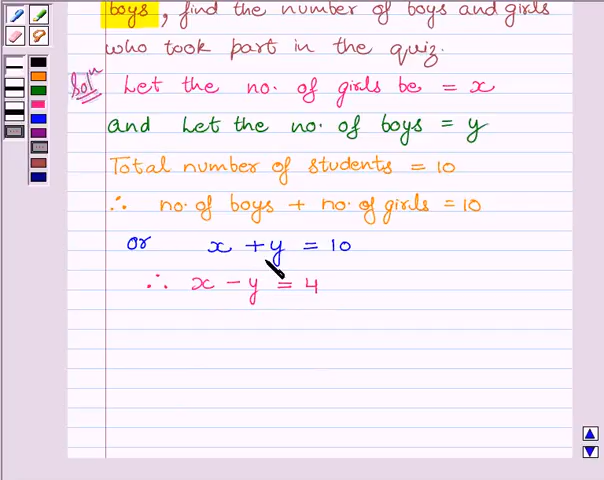 boys, find the number of boys and girls
who took part in the quiz.
Solⁿ Let the no. of girls be = x
and Let the no. of boys = y
Total number of students = 10
∴ no. of boys + no. of girls = 10
or x + y = 10
∴ x - y = 4